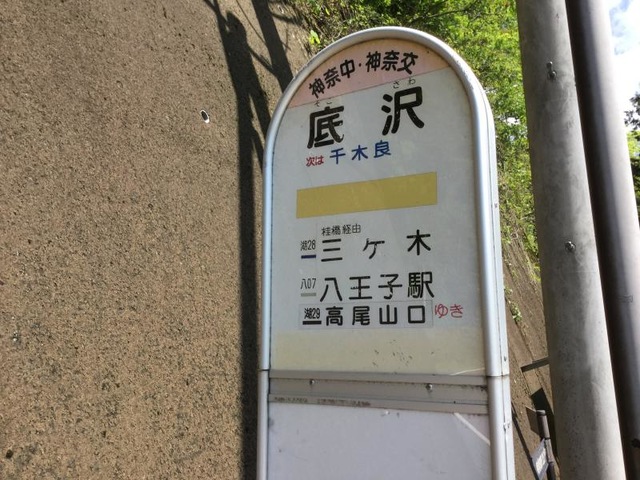 神奈中・神奈交
そこ さわ
底沢
次は 千木良
桂橋経由
湖28 三ケ木
八07 八王子駅
湖29 高尾山口 ゆき